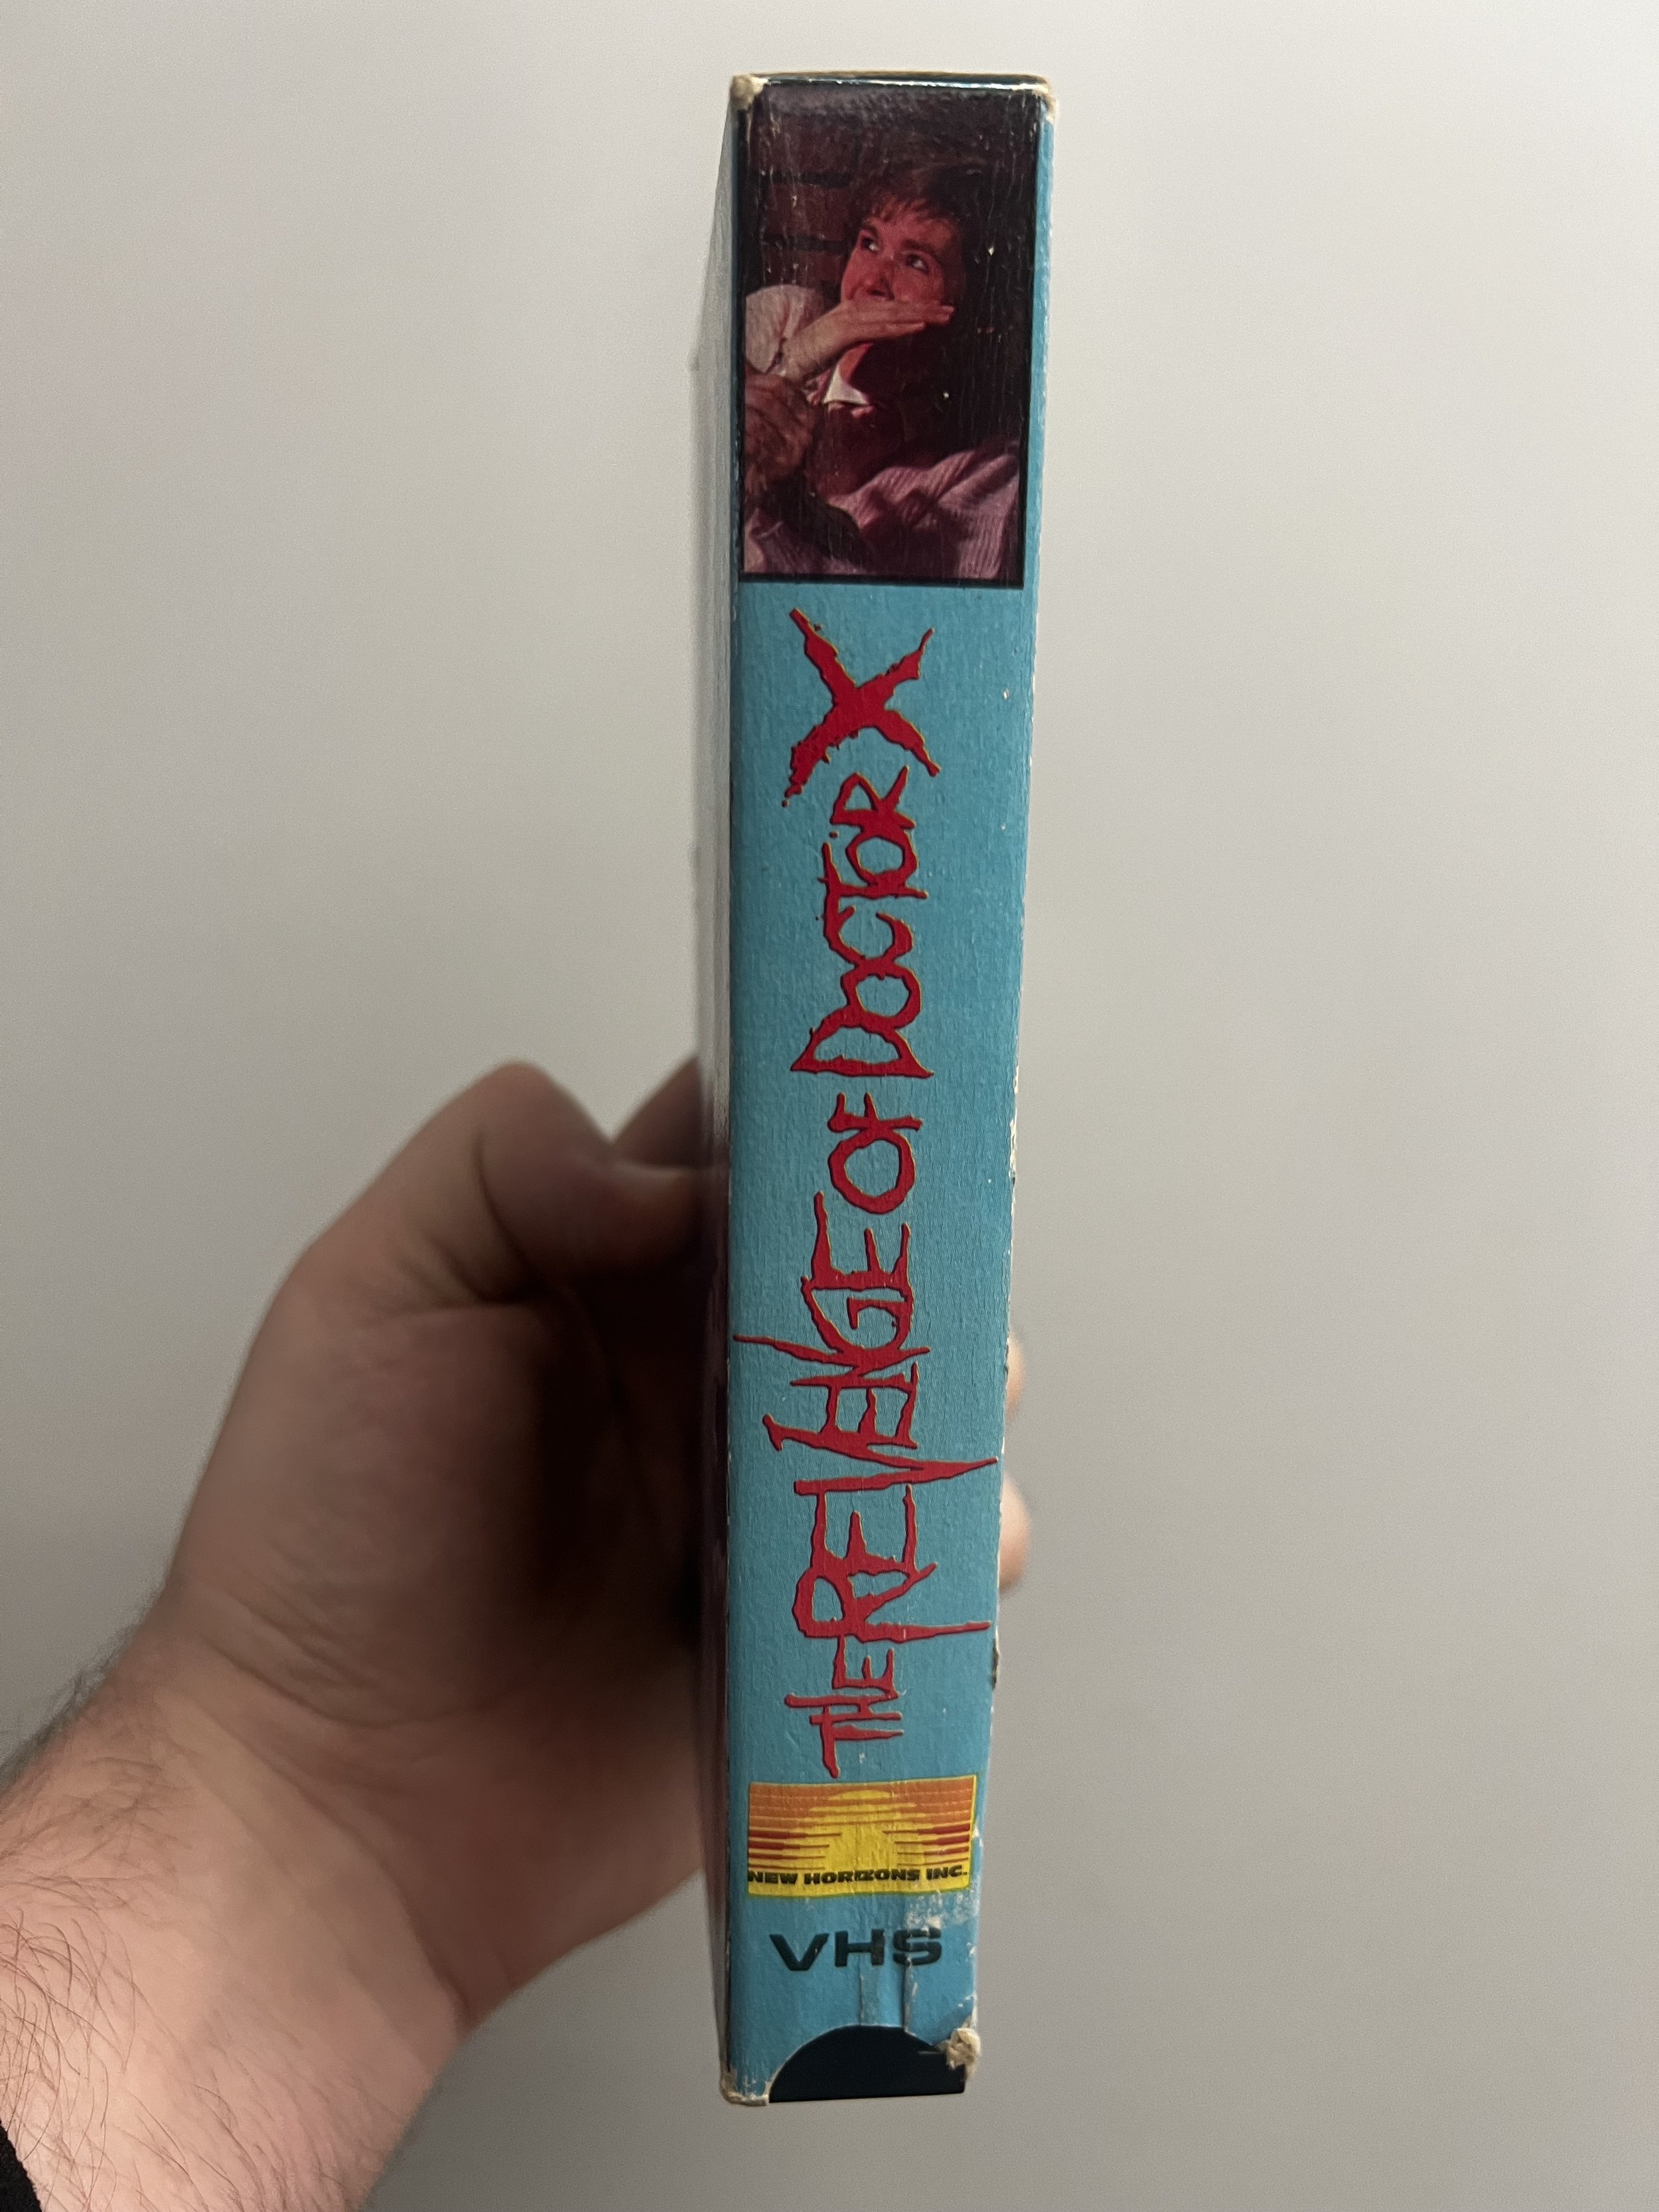 THE REVENGE OF DOCTOR X
NEW HORIZONS INC.
VHS